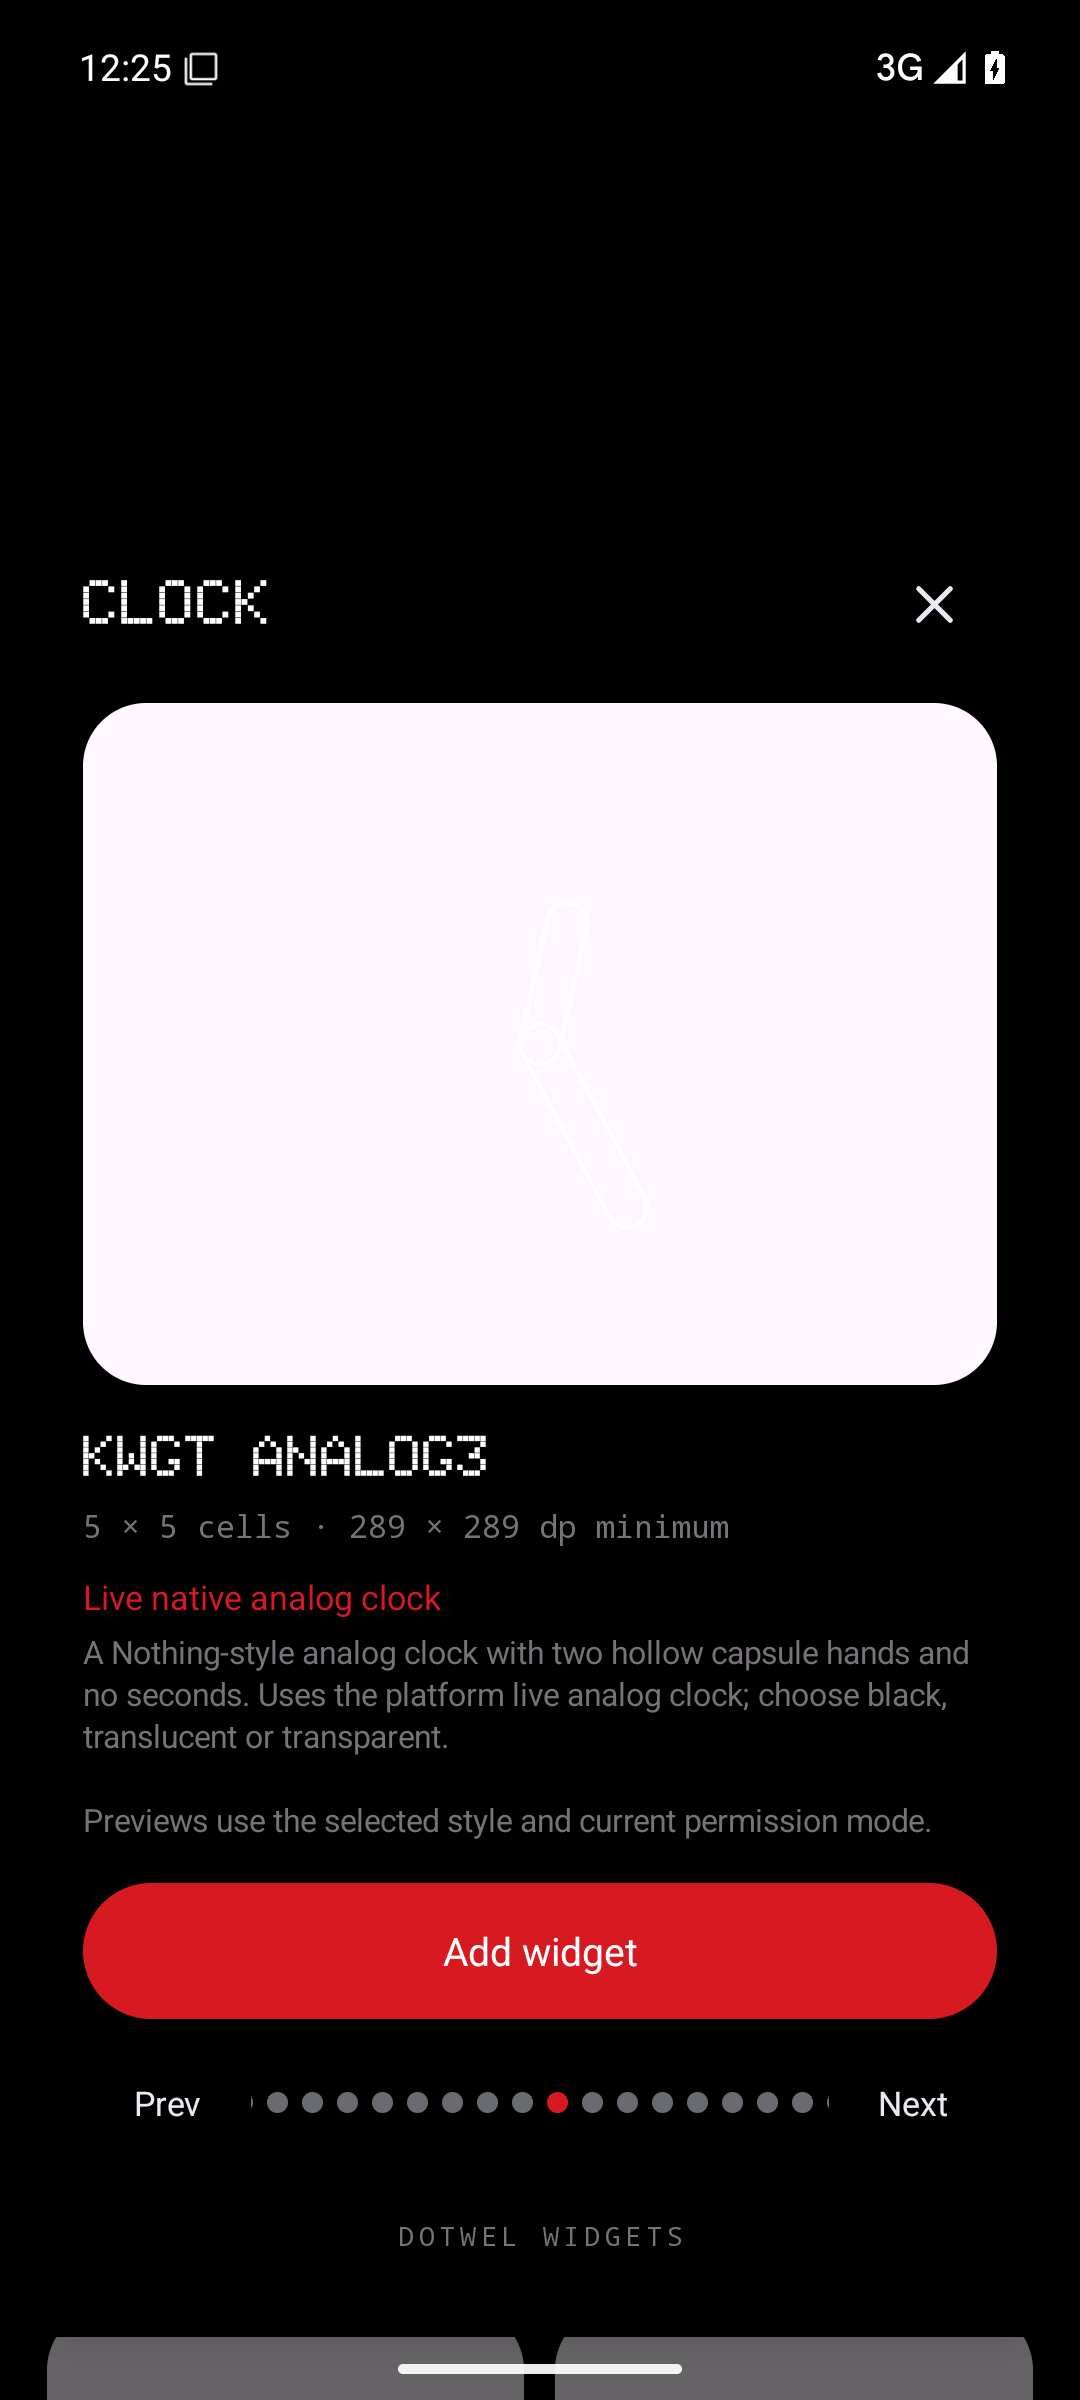 12:25
3G
CLOCK
KWGT ANALOG3
5 × 5 cells · 289 × 289 dp minimum
Live native analog clock
A Nothing-style analog clock with two hollow capsule hands and
no seconds. Uses the platform live analog clock; choose black,
translucent or transparent.
Previews use the selected style and current permission mode.
Add widget
Prev
Next
DOTWEL WIDGETS